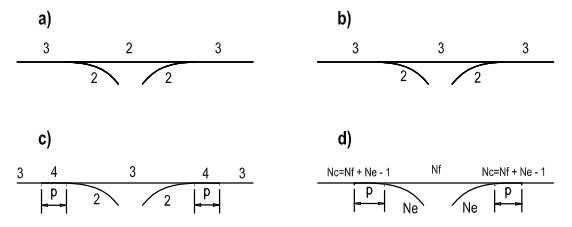 a)
3 2 3
2 2
b)
3 3 3
2 2
c)
3 4 3 4 3
p 2 2 p
d)
Nc=Nf + Ne - 1 Nf Nc=Nf + Ne - 1
p Ne Ne p